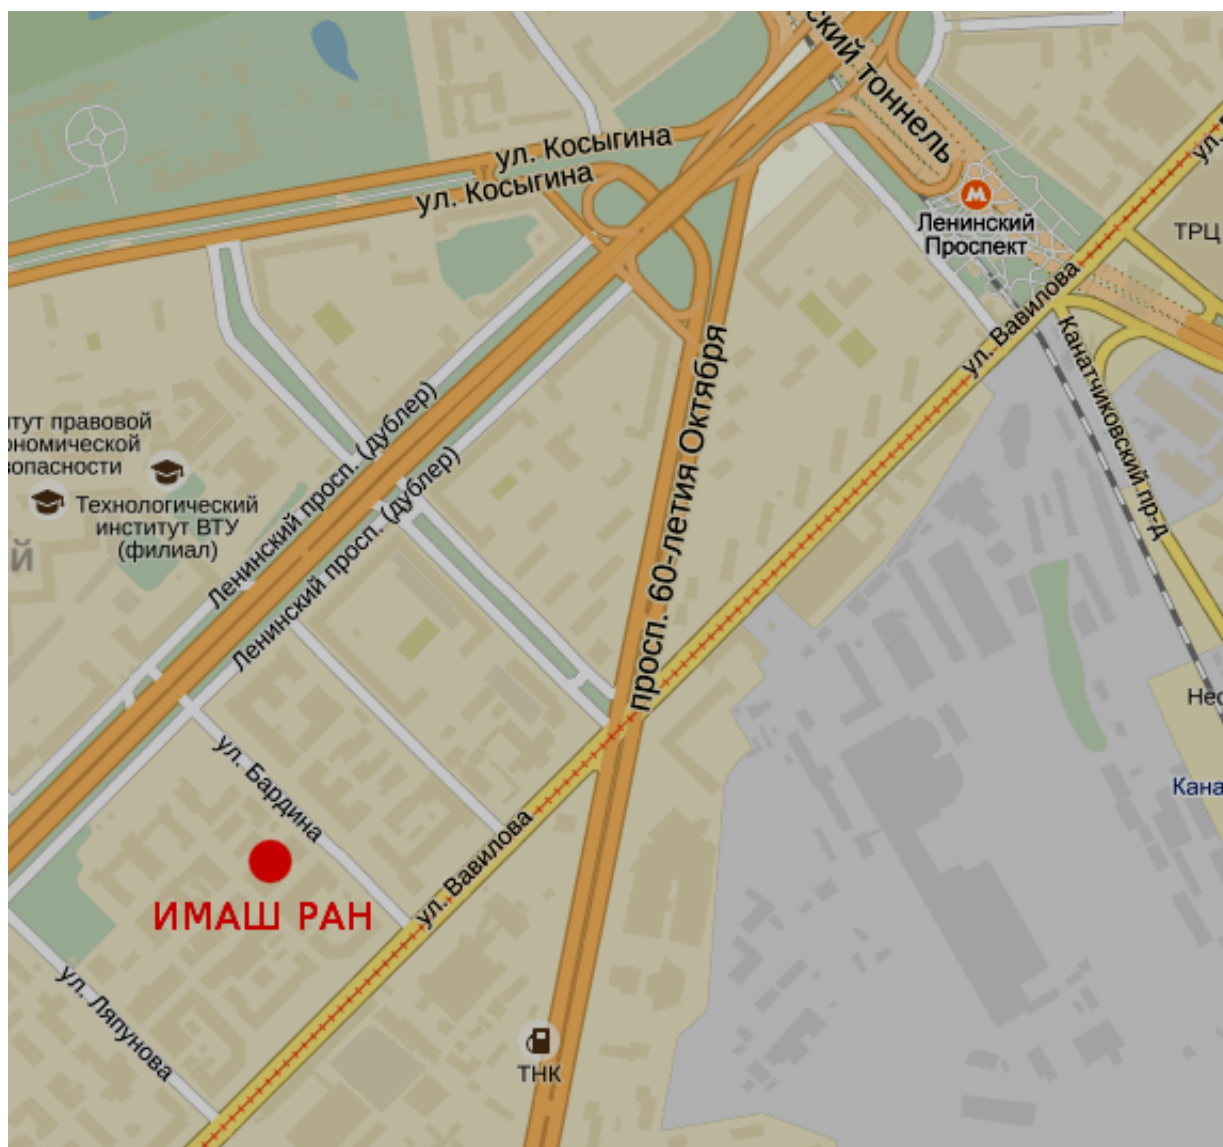 ский тоннель
ул. Косыгина
ул. Косыгина
ул.
Ленинский
Проспект
ТРЦ
ул. Вавилова
Канатчиковский пр-д
просп. 60-летия Октября
Ленинский просп. (дублер)
Ленинский просп. (дублер)
итут правовой
ономической
зопасности
Технологический
институт ВТУ
(филиал)
Й
Нес
Кана
ул. Бардина
ул. Вавилова
ИМАШ РАН
ул. Ляпунова
ТНК